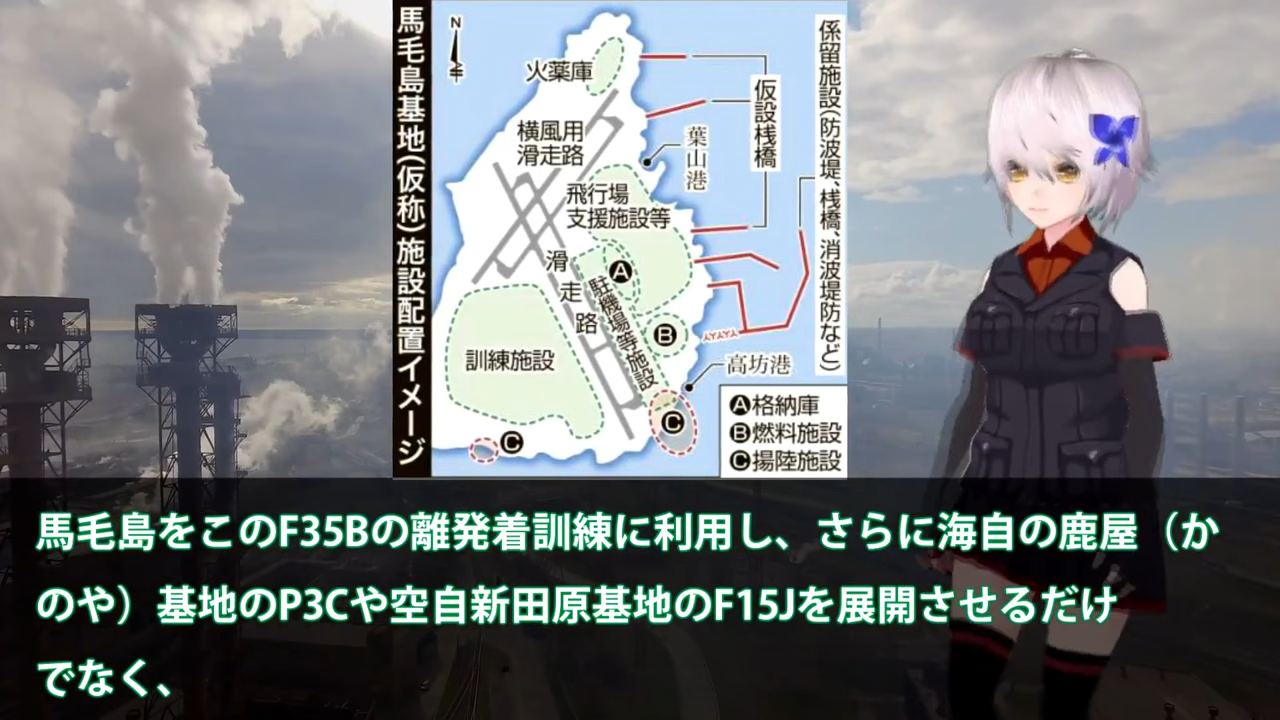 馬毛島基地(仮称)施設配置イメージ
N
火薬庫
横風用
滑走路
飛行場
支援施設等
滑走路
A
駐機場等施設
B
訓練施設
C
C
仮設桟橋
葉山港
高坊港
係留施設(防波堤、桟橋、消波堤防など)
A格納庫
B燃料施設
C揚陸施設
馬毛島をこのF35Bの離発着訓練に利用し、さらに海自の鹿屋（か
のや）基地のP3Cや空自新田原基地のF15Jを展開させるだけ
でなく、